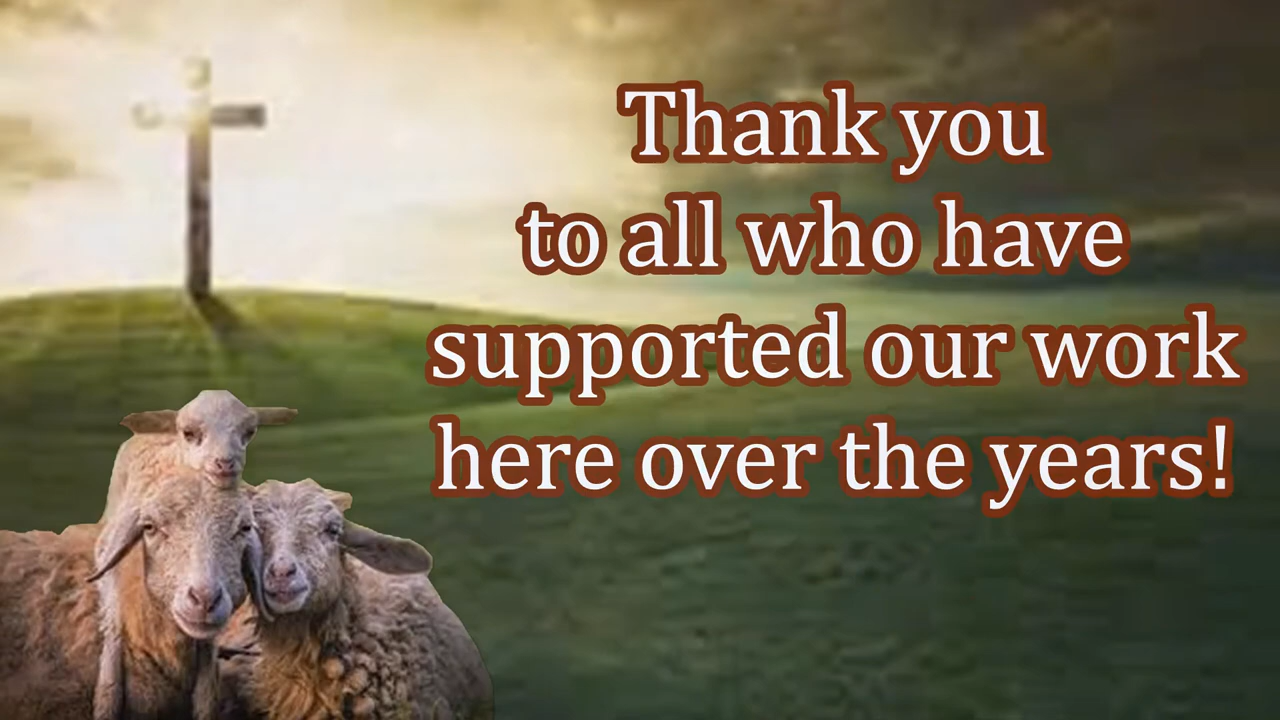 Thank you
to all who have
supported our work
here over the years!